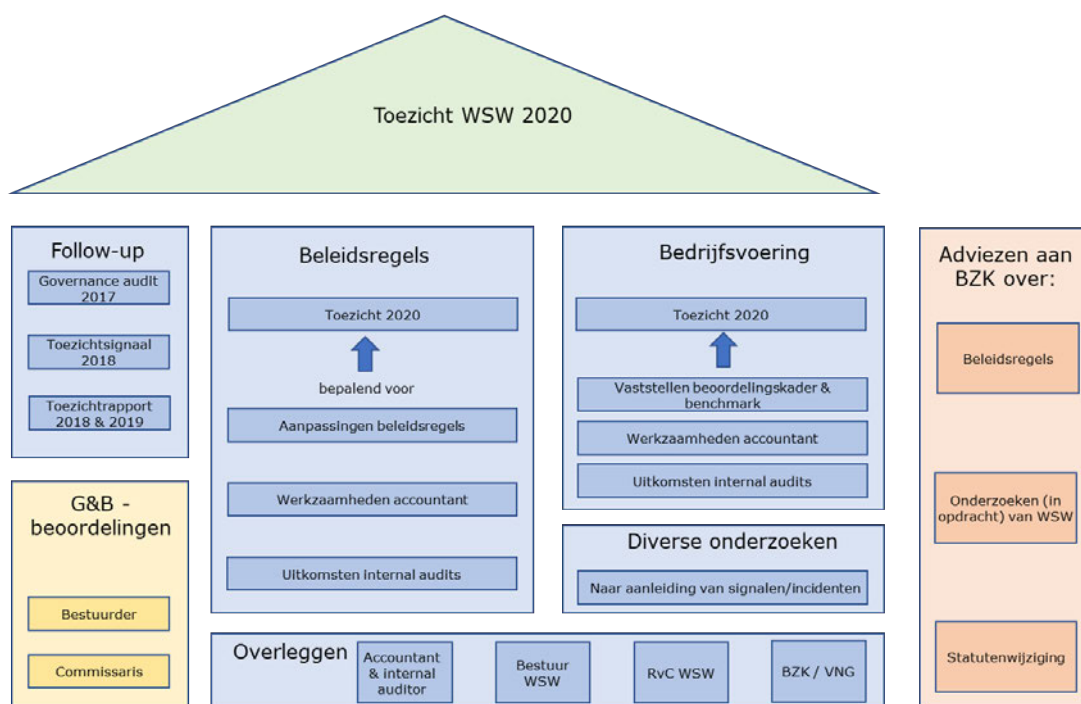 Toezicht WSW 2020
Follow-up
Governance audit
2017
Toezichtsignaal
2018
Toezichtrapport
2018 & 2019
G&B -
beoordelingen
Bestuurder
Commissaris
Beleidsregels
Toezicht 2020
bepalend voor
Aanpassingen beleidsregels
Werkzaamheden accountant
Uitkomsten internal audits
Bedrijfsvoering
Toezicht 2020
Vaststellen beoordelingskader &
benchmark
Werkzaamheden accountant
Uitkomsten internal audits
Diverse onderzoeken
Naar aanleiding van signalen/incidenten
Overleggen
Accountant
& internal
auditor
Bestuur
WSW
RvC WSW
BZK / VNG
Adviezen aan
BZK over:
Beleidsregels
Onderzoeken (in
opdracht) van WSW
Statutenwijziging